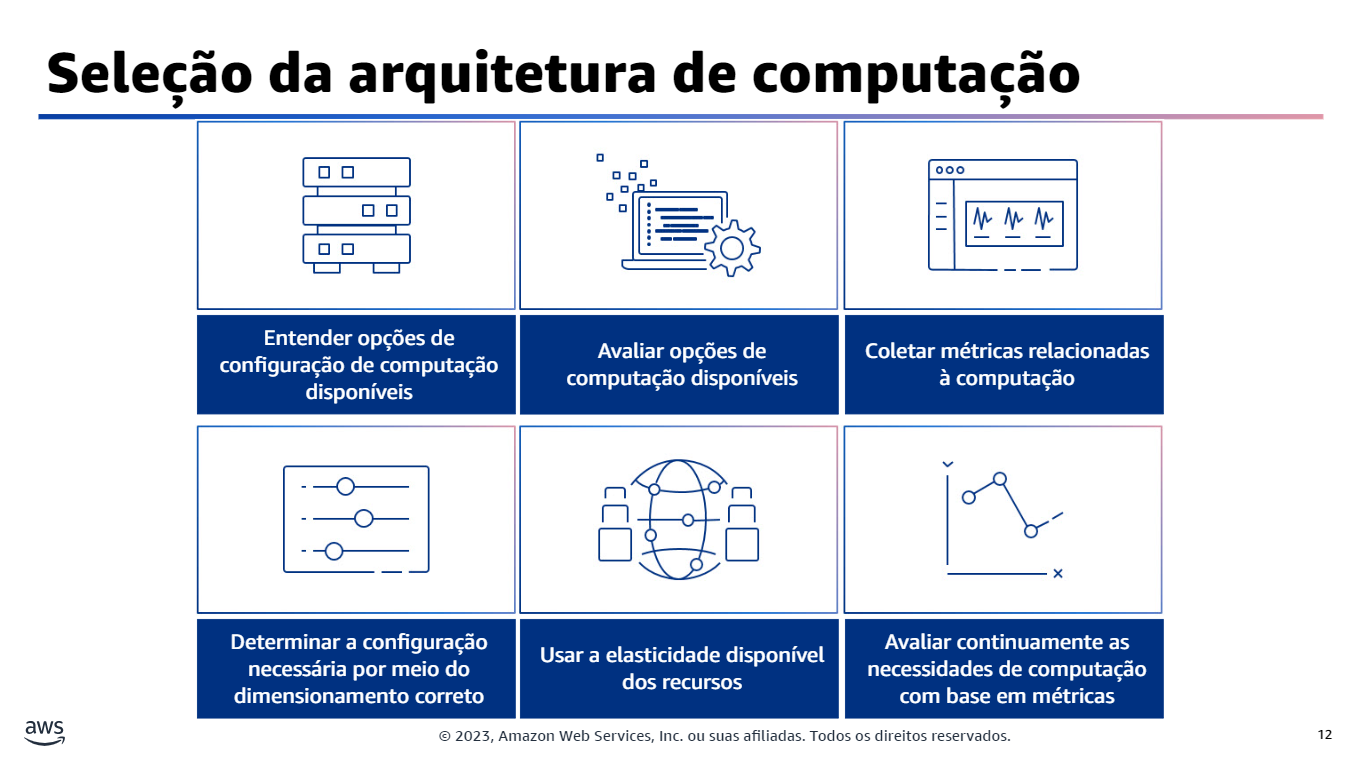 Seleção da arquitetura de computação
Entender opções de
configuração de computação
disponíveis
Avaliar opções de
computação disponíveis
Coletar métricas relacionadas
à computação
Determinar a configuração
necessária por meio do
dimensionamento correto
Usar a elasticidade disponível
dos recursos
Avaliar continuamente as
necessidades de computação
com base em métricas
aws
© 2023, Amazon Web Services, Inc. ou suas afiliadas. Todos os direitos reservados.
12